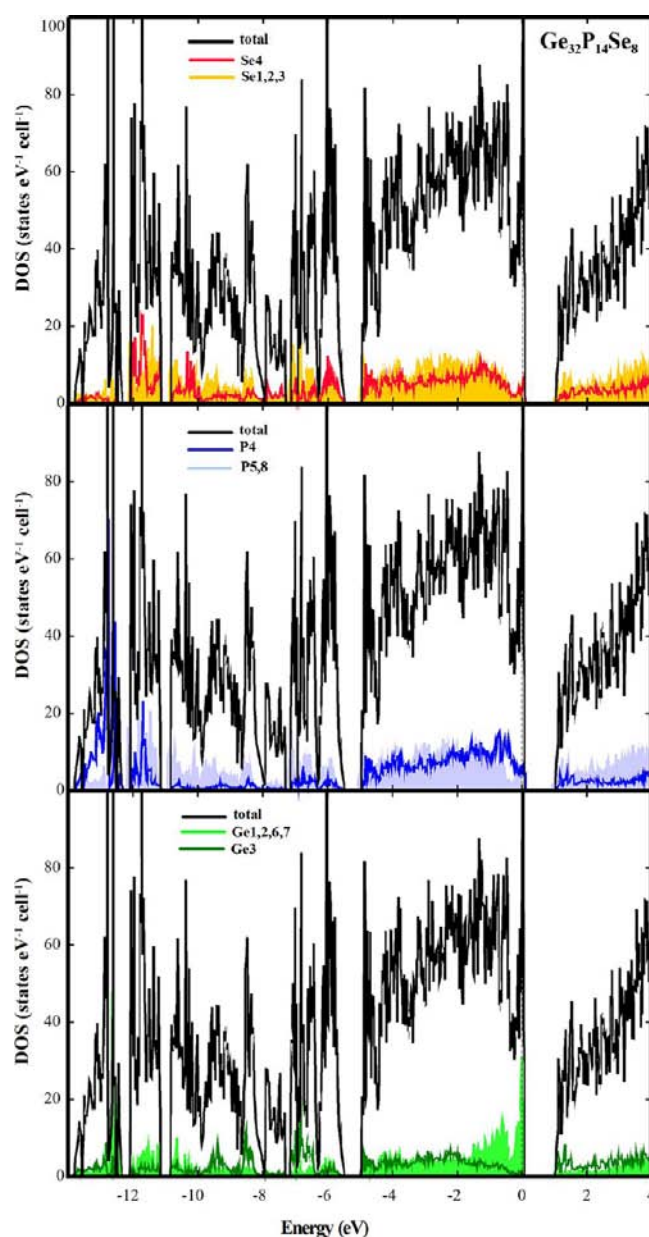 100
total
Ge₃₂P₁₄Se₈
Se4
Se1,2,3
80
60
40
20
0
DOS (states eV⁻¹ cell⁻¹)
total
P4
P5,8
80
60
40
20
0
DOS (states eV⁻¹ cell⁻¹)
total
Ge1,2,6,7
Ge3
80
60
40
20
0
DOS (states eV⁻¹ cell⁻¹)
-12 -10 -8 -6 -4 -2 0 2 4
Energy (eV)